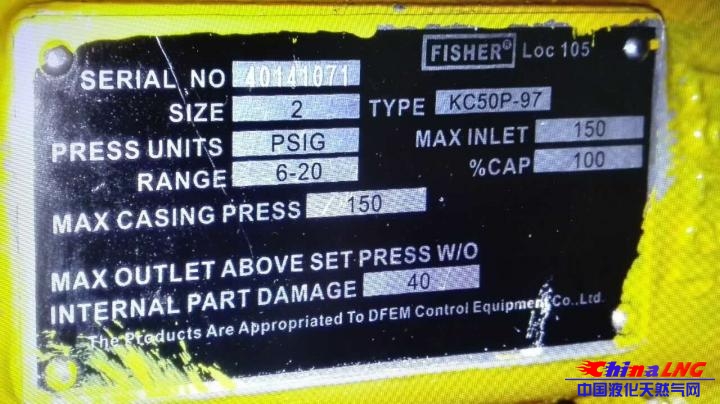 FISHER® Loc 105
SERIAL NO 40141071
SIZE 2 TYPE KC50P-97
PRESS UNITS PSIG MAX INLET 150
RANGE 6-20 %CAP 100
MAX CASING PRESS 150
MAX OUTLET ABOVE SET PRESS W/O
INTERNAL PART DAMAGE 40
The Products Are Appropriated To DFEM Control Equipment Co., Ltd.
ChinaLNG
中国液化天然气网